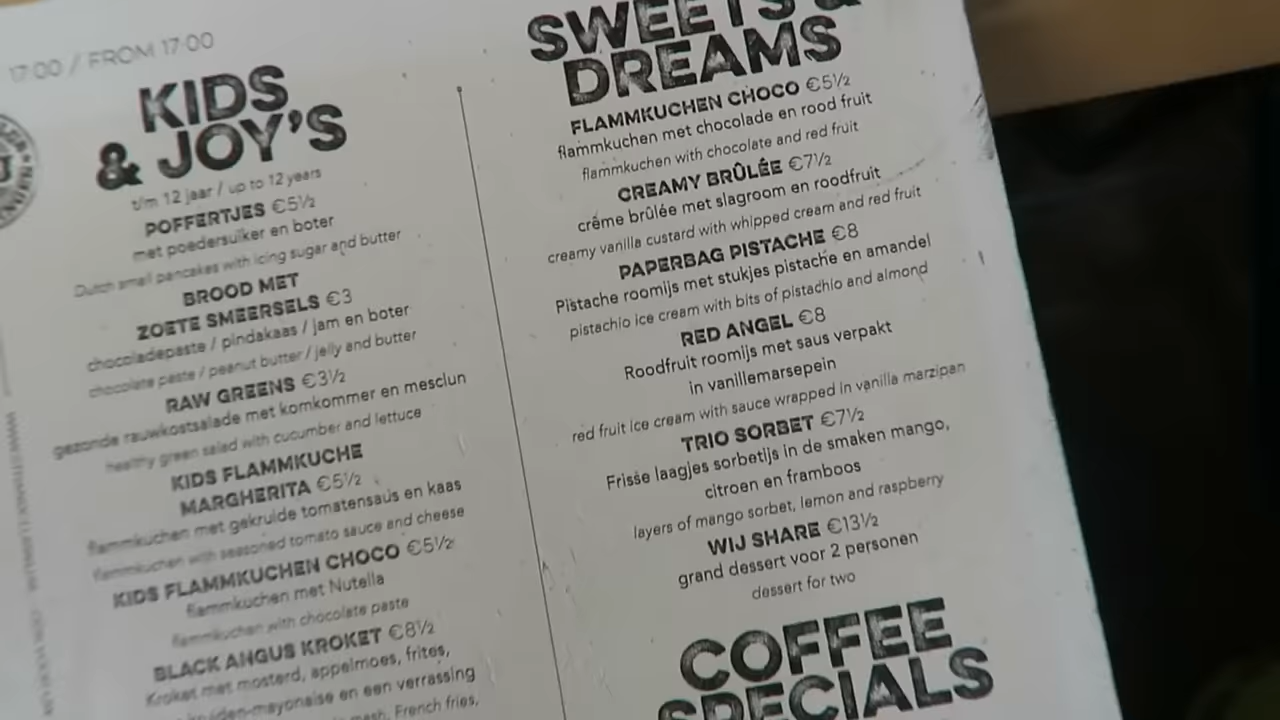 17:00 / FROM 17:00
KIDS
& JOY'S
t/m 12 jaar / up to 12 years
POFFERTJES €5½
met poedersuiker en boter
Dutch small pancakes with icing sugar and butter
BROOD MET
ZOETE SMEERSELS €3
chocoladepasta / pindakaas / jam en boter
chocolate paste / peanut butter / jelly and butter
RAW GREENS €3½
gezonde rauwkostsalade met komkommer en mesclun
healthy green salad with cucumber and lettuce
KIDS FLAMMKUCHE
MARGHERITA €5½
flammkuchen met gekruide tomatensaus en kaas
flammkuchen with seasoned tomato sauce and cheese
KIDS FLAMMKUCHEN CHOCO €5½
flammkuchen met Nutella
flammkuchen with chocolate paste
BLACK ANGUS KROKET €8½
Kroket met mosterd, appelmoes, frites,
kruiden-mayonaise en een verrassing
mash, French fries,
SWEETS &
DREAMS
FLAMMKUCHEN CHOCO €5½
flammkuchen met chocolade en rood fruit
flammkuchen with chocolate and red fruit
CREAMY BRÛLÉE €7½
crème brûlée met slagroom en roodfruit
creamy vanilla custard with whipped cream and red fruit
PAPERBAG PISTACHE €8
Pistache roomijs met stukjes pistache en amandel
pistachio ice cream with bits of pistachio and almond
RED ANGEL €8
Roodfruit roomijs met saus verpakt
in vanillemarsepein
red fruit ice cream with sauce wrapped in vanilla marzipan
TRIO SORBET €7½
Frisse laagjes sorbetijs in de smaken mango,
citroen en framboos
layers of mango sorbet, lemon and raspberry
WIJ SHARE €13½
grand dessert voor 2 personen
dessert for two
COFFEE
SPECIALS